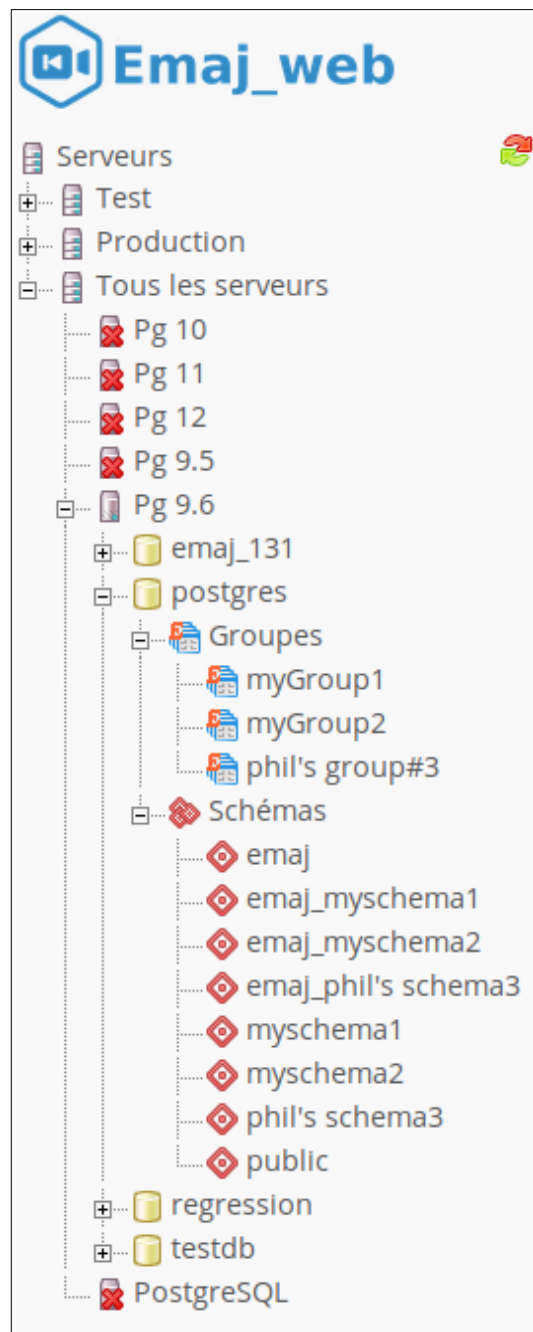 Emaj_web
Serveurs
Test
Production
Tous les serveurs
Pg 10
Pg 11
Pg 12
Pg 9.5
Pg 9.6
emaj_131
postgres
Groupes
myGroup1
myGroup2
phil's group#3
Schémas
emaj
emaj_myschema1
emaj_myschema2
emaj_phil's schema3
myschema1
myschema2
phil's schema3
public
regression
testdb
PostgreSQL